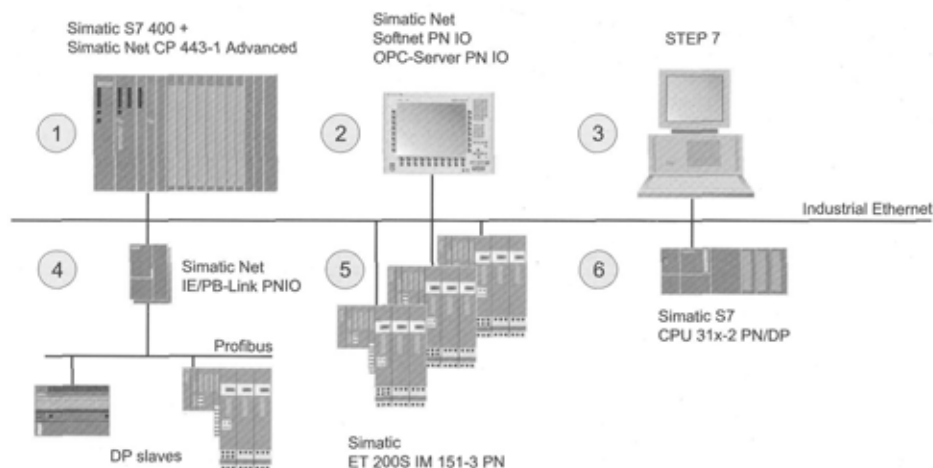 Simatic S7 400 +
Simatic Net CP 443-1 Advanced
Simatic Net
Softnet PN IO
OPC-Server PN IO
STEP 7
1
2
3
Industrial Ethernet
4
Simatic Net
IE/PB-Link PNIO
5
6
Simatic S7
CPU 31x-2 PN/DP
Profibus
DP slaves
Simatic
ET 200S IM 151-3 PN